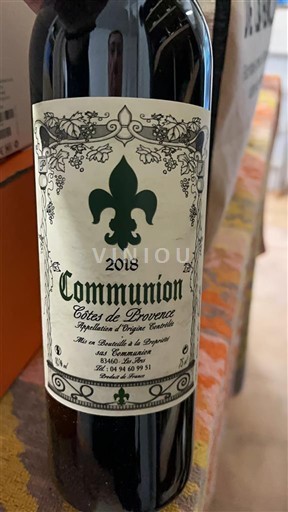 2018
VINIOU
Communion
Côtes de Provence
Appellation d'Origine Contrôlée
Mis en Bouteille à la Propriété
sas Communion
83460 - Les Arcs
Tél : 04 94 60 99 51
Produit de France